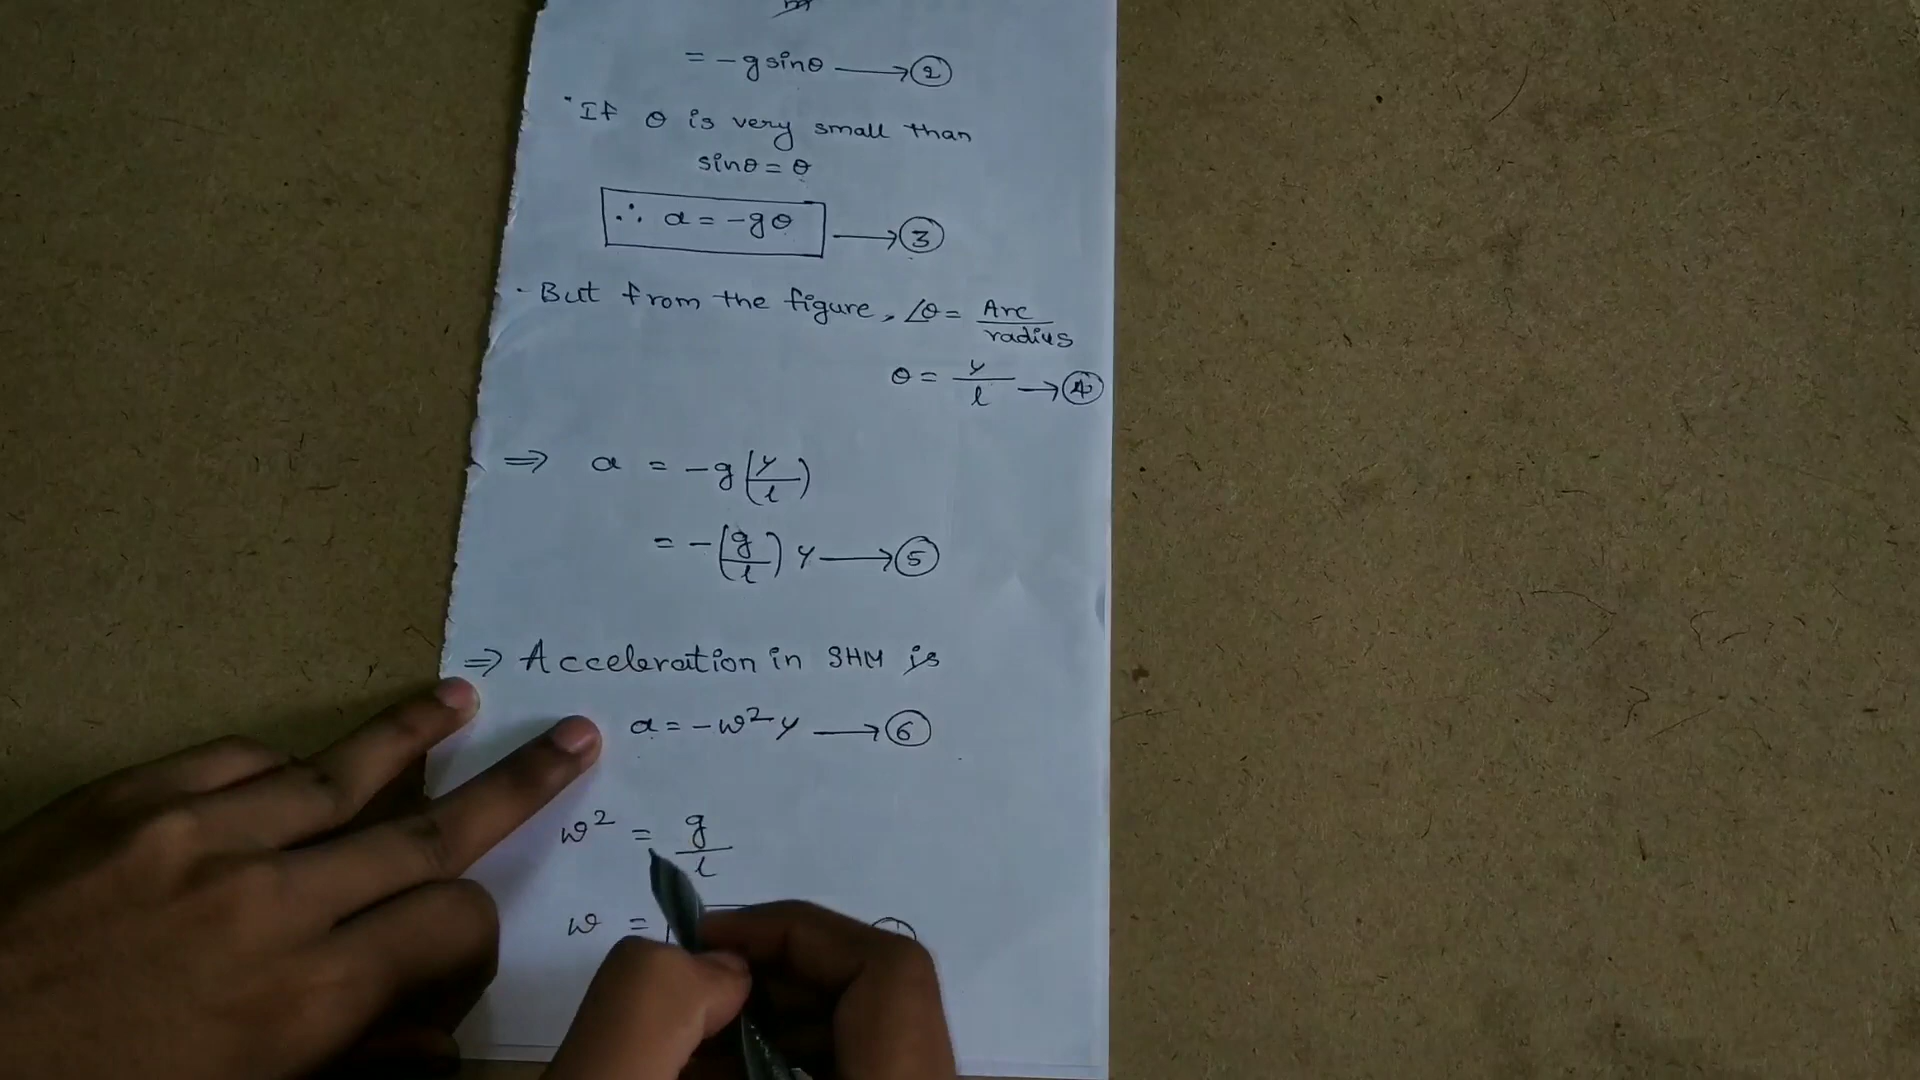 m
= -g sinθ ⟶ ②
· If θ is very small than
sinθ = θ
∴ a = -gθ ⟶ ③
· But from the figure, ∠θ = Arc/radius
θ = y/l → ④
⇒ a = -g(y/l)
= -(g/l) y ⟶ ⑤
⇒ Acceleration in SHM is
a = -ω²y ⟶ ⑥
ω² = g/l
ω =